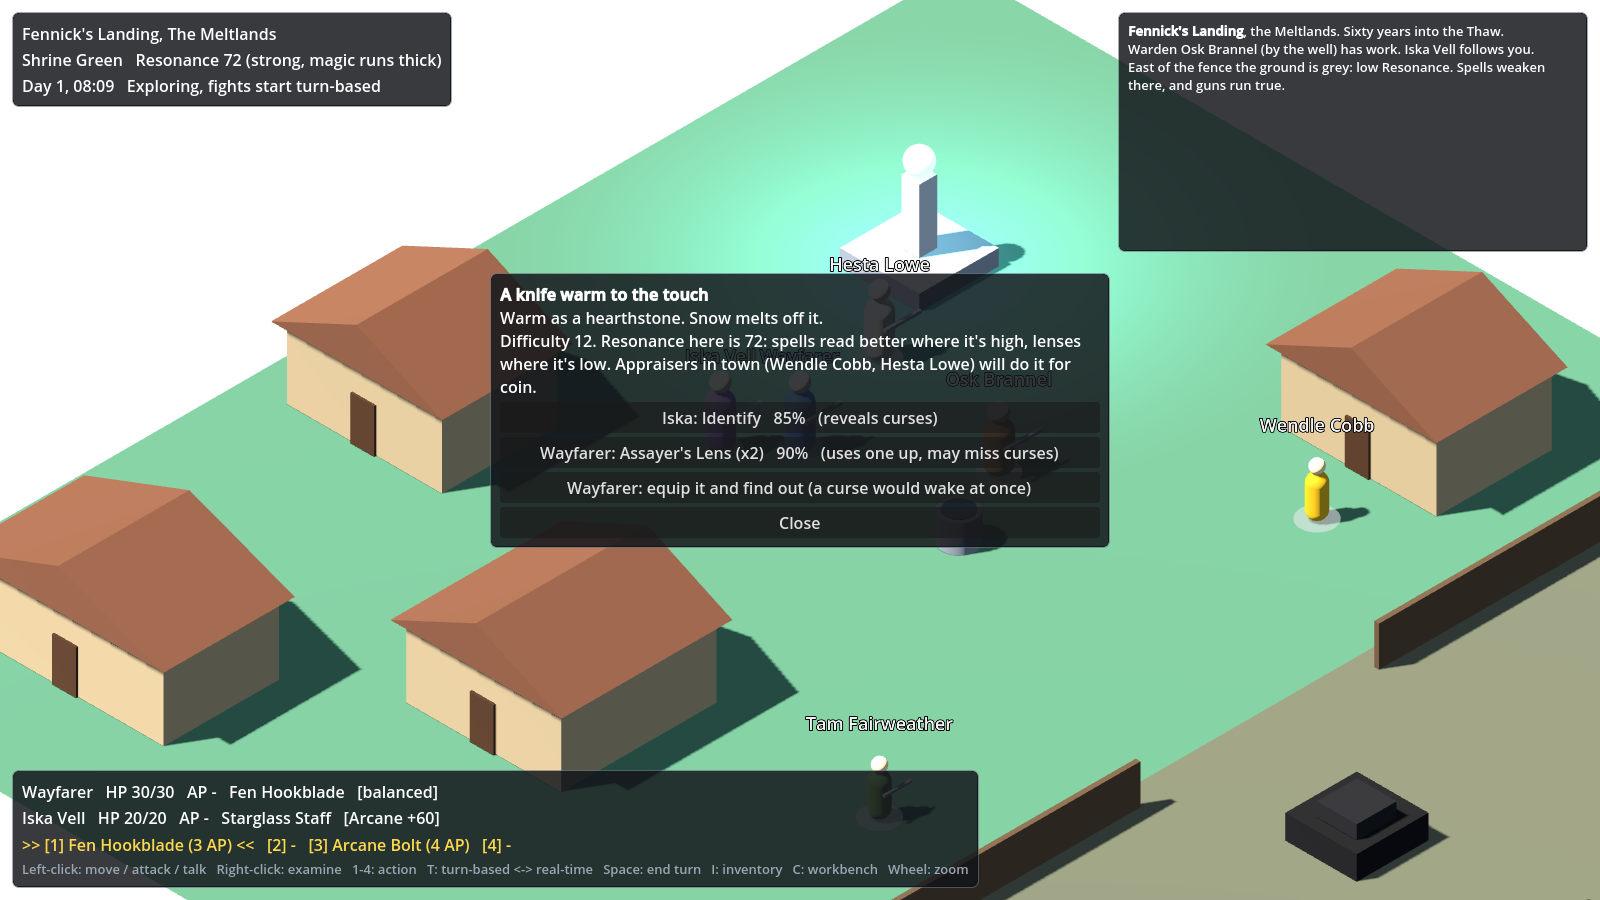 Fennick's Landing, The Meltlands
Shrine Green   Resonance 72 (strong, magic runs thick)
Day 1, 08:09   Exploring, fights start turn-based
Fennick's Landing, the Meltlands. Sixty years into the Thaw.
Warden Osk Brannel (by the well) has work. Iska Vell follows you.
East of the fence the ground is grey: low Resonance. Spells weaken
there, and guns run true.
Hesta Lowe
A knife warm to the touch
Warm as a hearthstone. Snow melts off it.
Difficulty 12. Resonance here is 72: spells read better where it's high, lenses
where it's low. Appraisers in town (Wendle Cobb, Hesta Lowe) will do it for
coin.
Iska Vell Wayfarer
Osk Brannel
Iska: Identify   85%   (reveals curses)
Wayfarer: Assayer's Lens (x2)   90%   (uses one up, may miss curses)
Wayfarer: equip it and find out (a curse would wake at once)
Close
Wendle Cobb
Tam Fairweather
Wayfarer   HP 30/30   AP -   Fen Hookblade   [balanced]
Iska Vell   HP 20/20   AP -   Starglass Staff   [Arcane +60]
>> [1] Fen Hookblade (3 AP) <<   [2] -   [3] Arcane Bolt (4 AP)   [4] -
Left-click: move / attack / talk   Right-click: examine   1-4: action   T: turn-based <-> real-time   Space: end turn   I: inventory   C: workbench   Wheel: zoom